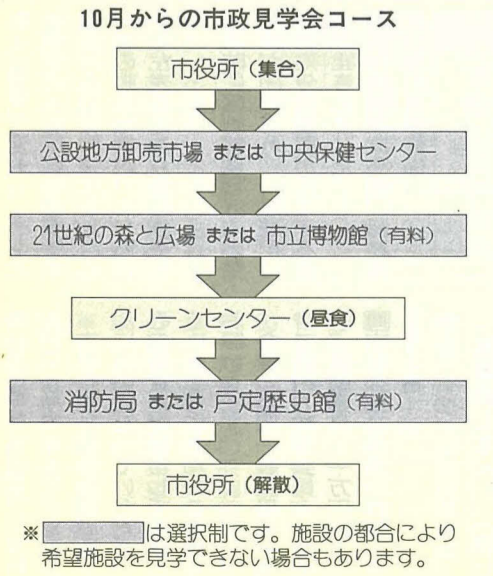 10月からの市政見学会コース
市役所（集合）
公設地方卸売市場 または 中央保健センター
21世紀の森と広場 または 市立博物館（有料）
クリーンセンター（昼食）
消防局 または 戸定歴史館（有料）
市役所（解散）
※　　　は選択制です。施設の都合により
希望施設を見学できない場合もあります。